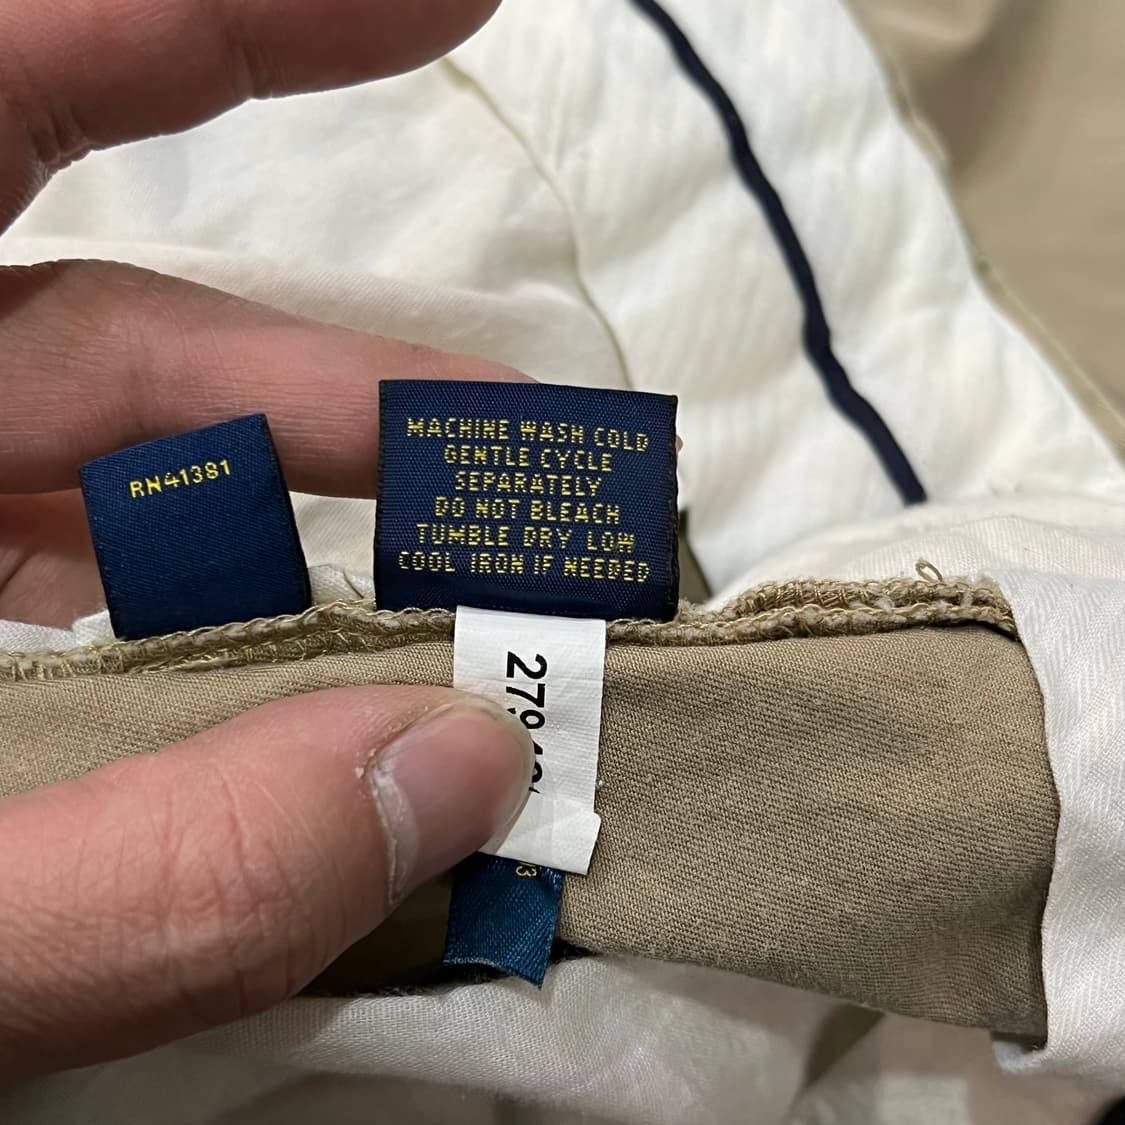 RN41381
MACHINE WASH COLD
GENTLE CYCLE
SEPARATELY
DO NOT BLEACH
TUMBLE DRY LOW
COOL IRON IF NEEDED